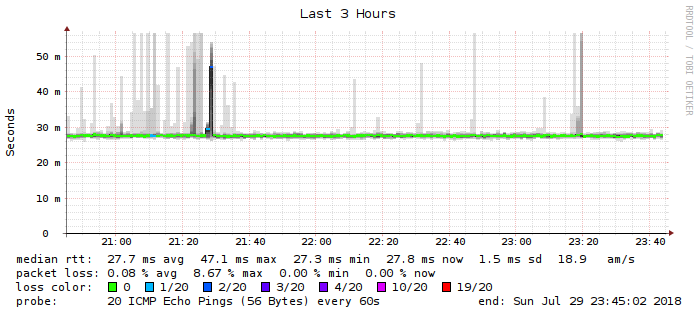 Last 3 Hours
RRDTOOL / TOBI OETIKER
Seconds
50 m
40 m
30 m
20 m
10 m
0
21:00 21:20 21:40 22:00 22:20 22:40 23:00 23:20 23:40
median rtt: 27.7 ms avg 47.1 ms max 27.3 ms min 27.8 ms now 1.5 ms sd 18.9 am/s
packet loss: 0.08 % avg 8.67 % max 0.00 % min 0.00 % now
loss color: 0 1/20 2/20 3/20 4/20 10/20 19/20
probe: 20 ICMP Echo Pings (56 Bytes) every 60s end: Sun Jul 29 23:45:02 2018